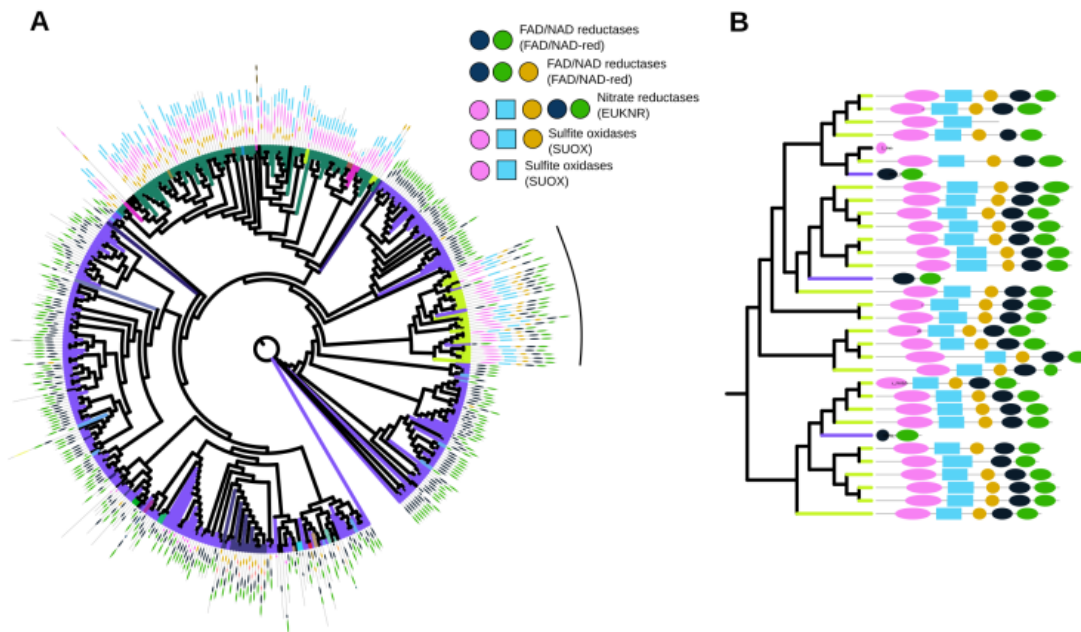 A
FAD/NAD reductases
(FAD/NAD-red)
FAD/NAD reductases
(FAD/NAD-red)
Nitrate reductases
(EUKNR)
Sulfite oxidases
(SUOX)
Sulfite oxidases
(SUOX)
B